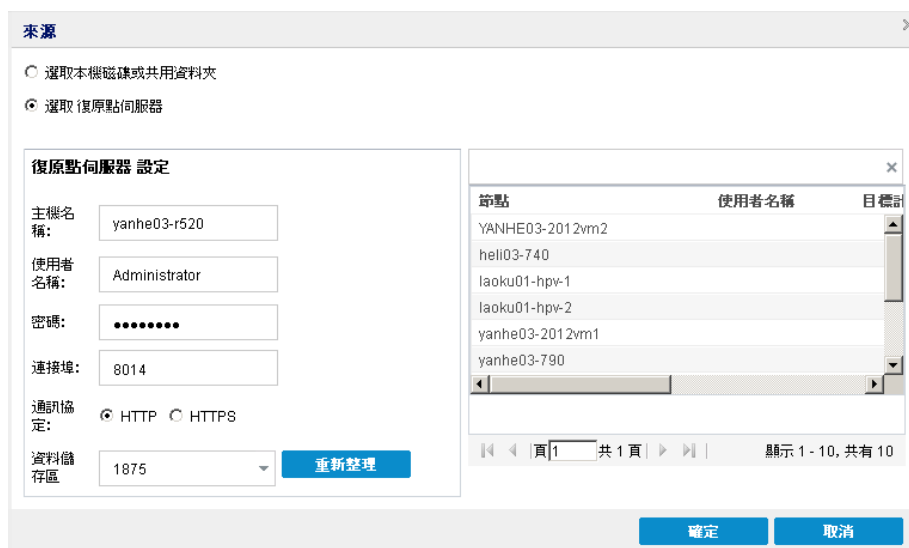 來源
選取本機磁碟或共用資料夾
選取 復原點伺服器
復原點伺服器 設定
主機名稱:
yanhe03-r520
使用者名稱:
Administrator
密碼:
••••••••
連接埠:
8014
通訊協定:
HTTP HTTPS
資料儲存區
1875
重新整理
節點 使用者名稱 目標計
YANHE03-2012vm2
heli03-740
laoku01-hpv-1
laoku01-hpv-2
yanhe03-2012vm1
yanhe03-790
頁 1 共 1 頁 顯示 1 - 10, 共有 10
確定 取消